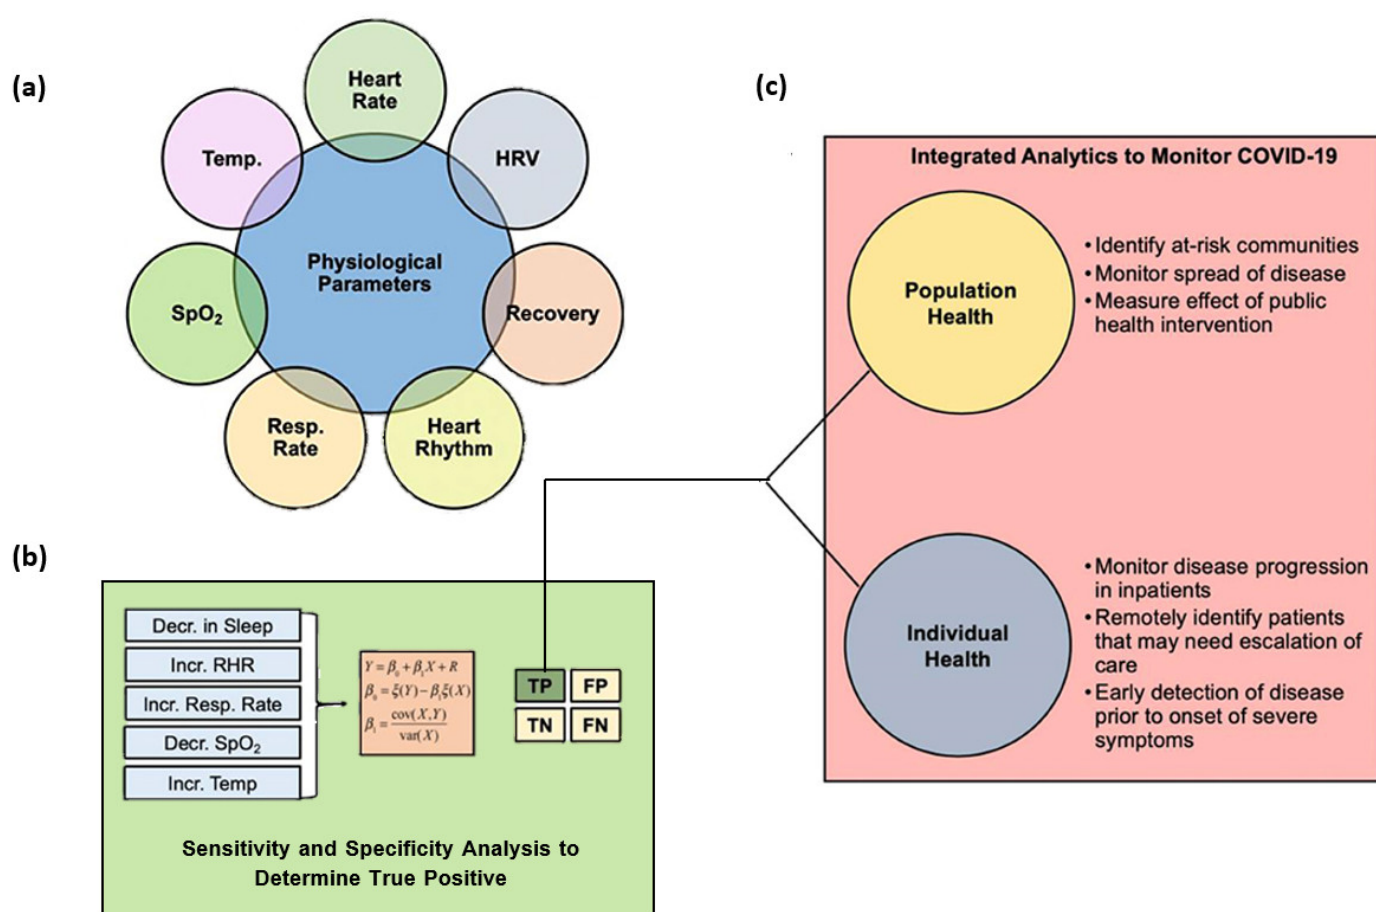 (a)
Heart
Rate
HRV
Temp.
Physiological
Parameters
SpO₂
Recovery
Resp.
Rate
Heart
Rhythm
(b)
Decr. in Sleep
Incr. RHR
Incr. Resp. Rate
Decr. SpO₂
Incr. Temp
Y = β₀ + β₁X + R
β₀ = ξ(Y) − β₁ξ(X)
β₁ = cov(X,Y)
var(X)
TP FP
TN FN
Sensitivity and Specificity Analysis to
Determine True Positive
(c)
Integrated Analytics to Monitor COVID-19
Population
Health
• Identify at-risk communities
• Monitor spread of disease
• Measure effect of public
health intervention
Individual
Health
• Monitor disease progression
in inpatients
• Remotely identify patients
that may need escalation of
care
• Early detection of disease
prior to onset of severe
symptoms